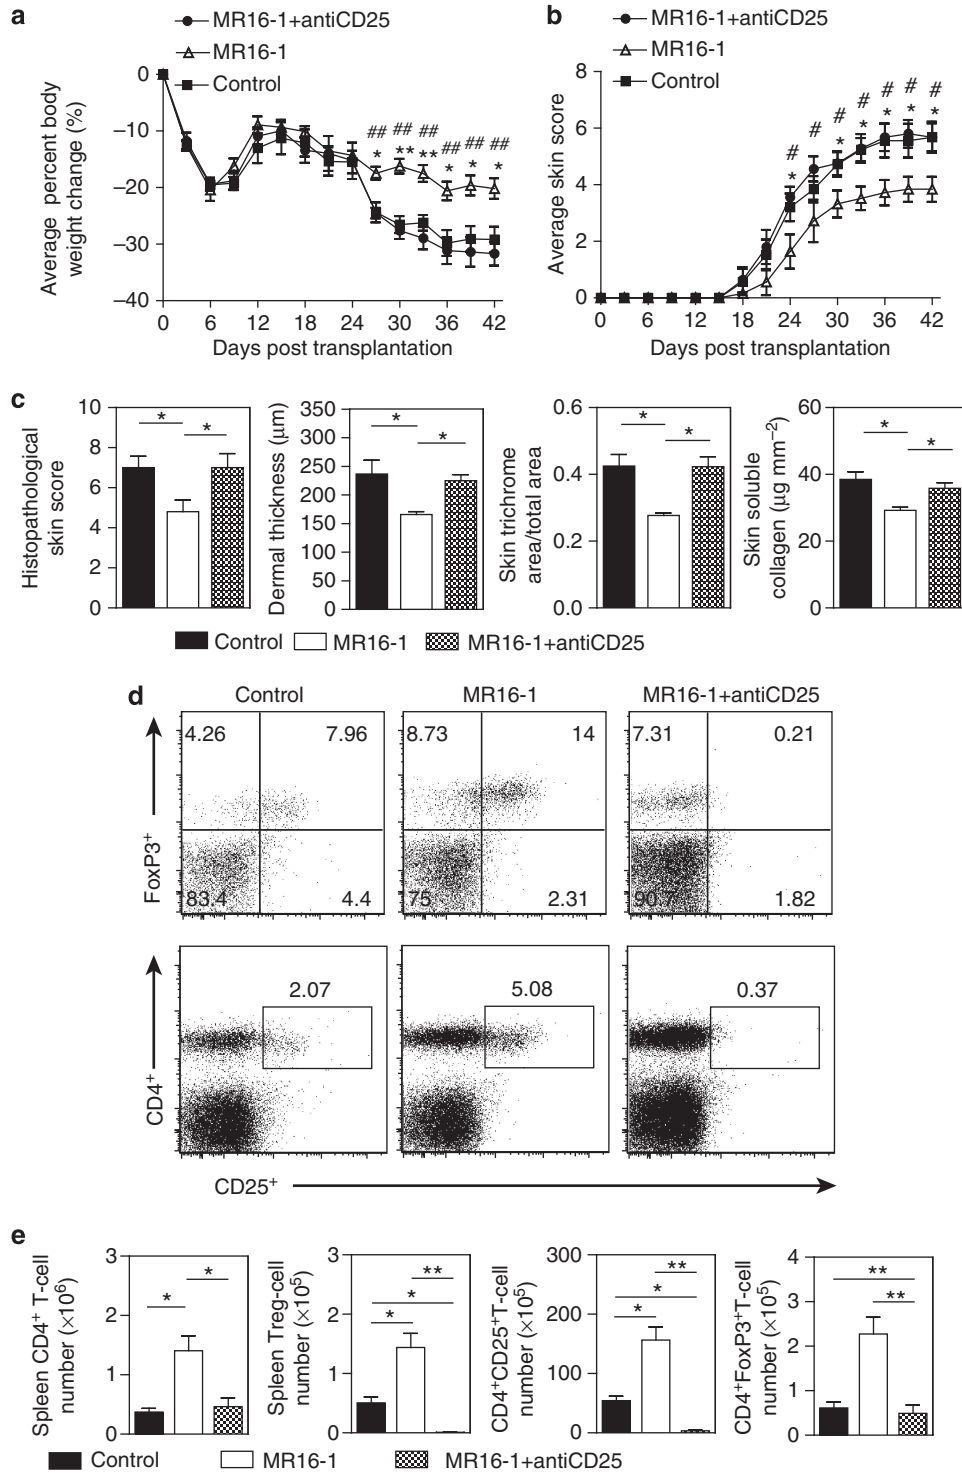 a
MR16-1+antiCD25
MR16-1
Control
Average percent body
weight change (%)
0
–10
–20
–30
–40
## ## ## ## ## ##
* ** ** * * *
0 6 12 18 24 30 36 42
Days post transplantation
b
MR16-1+antiCD25
MR16-1
Control
Average skin score
8
6
4
2
0
# # # # # # #
* * * * * *
0 6 12 18 24 30 36 42
Days post transplantation
c
Histopathological
skin score
10
8
6
4
2
0
* *
Dermal thickness (μm)
350
300
250
200
150
100
50
0
* *
Skin trichrome
area/total area
0.6
0.4
0.2
0.0
* *
Skin soluble
collagen (μg mm–2)
60
40
20
0
* *
Control MR16-1 MR16-1+antiCD25
d
Control MR16-1 MR16-1+antiCD25
FoxP3+
4.26 7.96 8.73 14 7.31 0.21
83.4 4.4 75 2.31 90.7 1.82
CD4+
2.07 5.08 0.37
CD25+
e
Spleen CD4+ T-cell
number (×106)
3
2
1
0
* *
Spleen Treg-cell
number (×105)
3
2
1
0
**
*
*
CD4+CD25+T-cell
number (×105)
300
200
100
0
**
*
*
CD4+FoxP3+T-cell
number (×105)
4
3
2
1
0
**
**
Control MR16-1 MR16-1+antiCD25